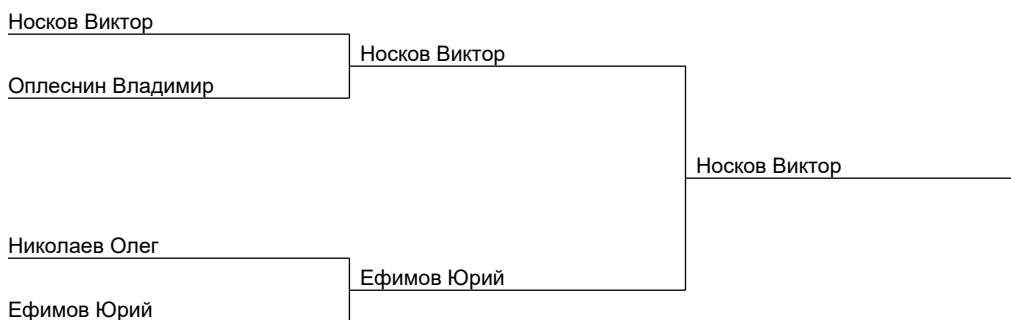 Носков Виктор
Носков Виктор
Оплеснин Владимир
Носков Виктор
Николаев Олег
Ефимов Юрий
Ефимов Юрий